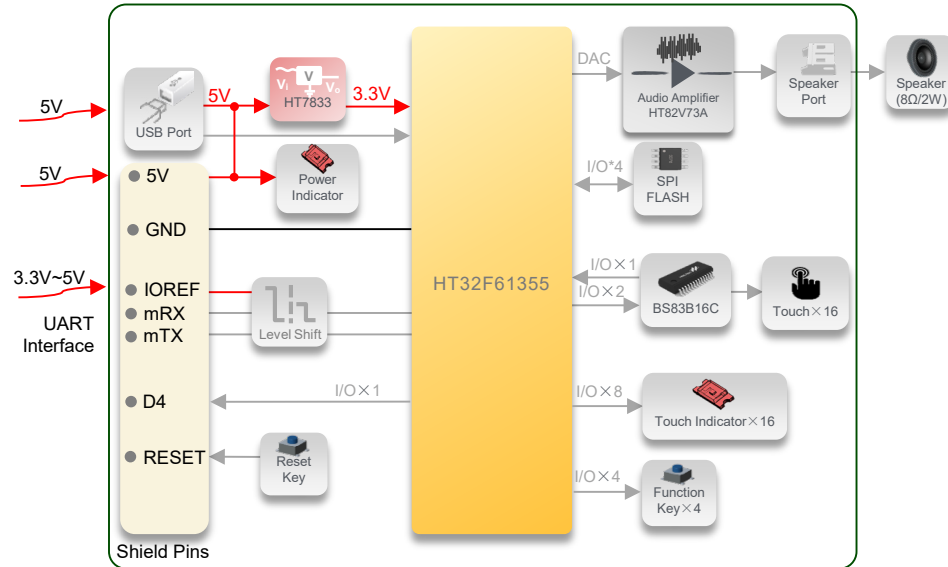 5V
USB Port
5V
V
Vi
Vo
HT7833
3.3V
5V
5V
Power
Indicator
GND
3.3V~5V
IOREF
mRX
mTX
UART
Interface
Level Shift
D4
I/O×1
RESET
Reset
Key
Shield Pins
HT32F61355
DAC
Audio Amplifier
HT82V73A
Speaker
Port
Speaker
(8Ω/2W)
I/O*4
SPI
FLASH
I/O×1
I/O×2
BS83B16C
Touch×16
I/O×8
Touch Indicator×16
I/O×4
Function
Key×4